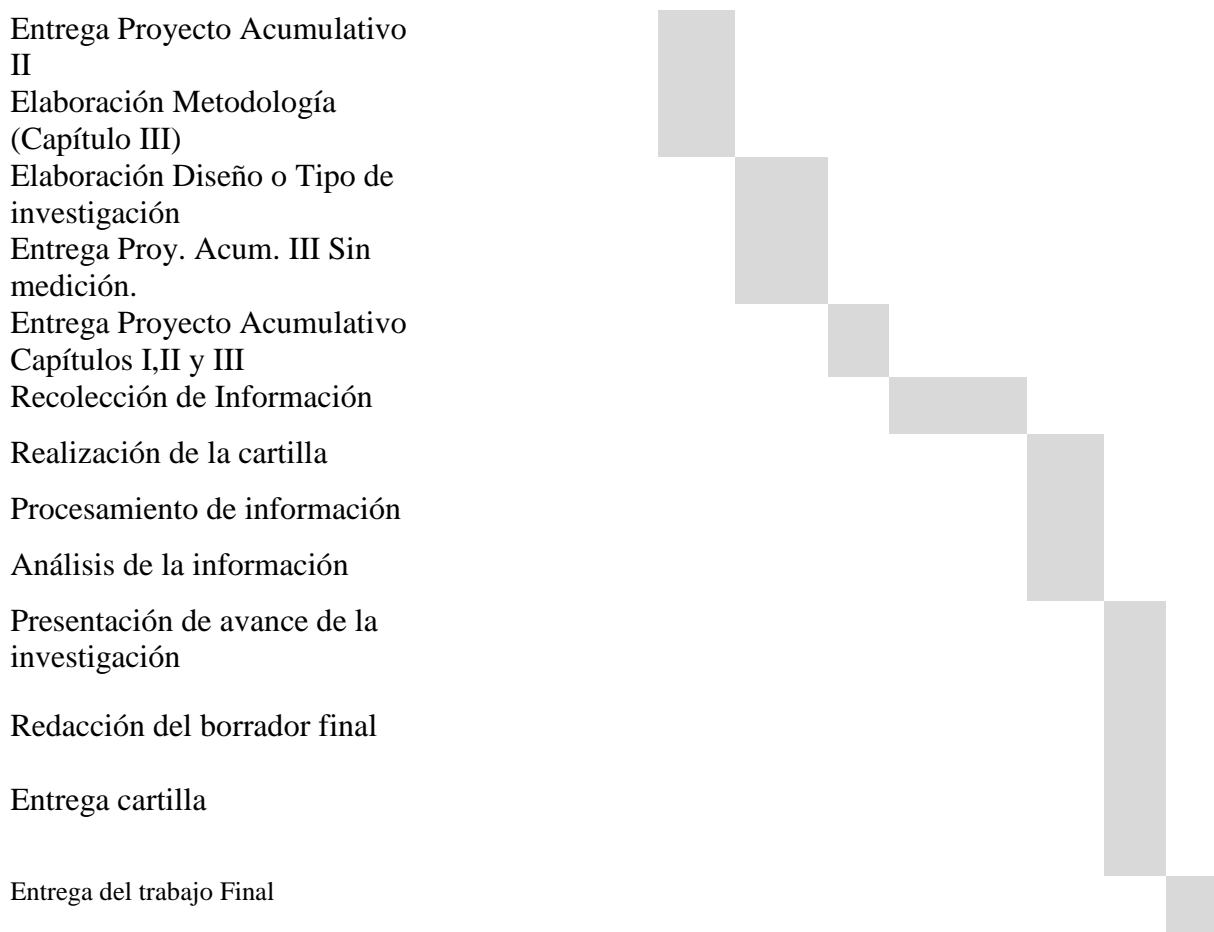 Entrega Proyecto Acumulativo
II
Elaboración Metodología
(Capítulo III)
Elaboración Diseño o Tipo de
investigación
Entrega Proy. Acum. III Sin
medición.
Entrega Proyecto Acumulativo
Capítulos I,II y III
Recolección de Información
Realización de la cartilla
Procesamiento de información
Análisis de la información
Presentación de avance de la
investigación
Redacción del borrador final
Entrega cartilla
Entrega del trabajo Final